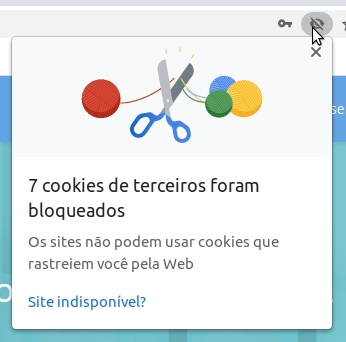 se
7 cookies de terceiros foram
bloqueados
Os sites não podem usar cookies que
rastreiem você pela Web
Site indisponível?